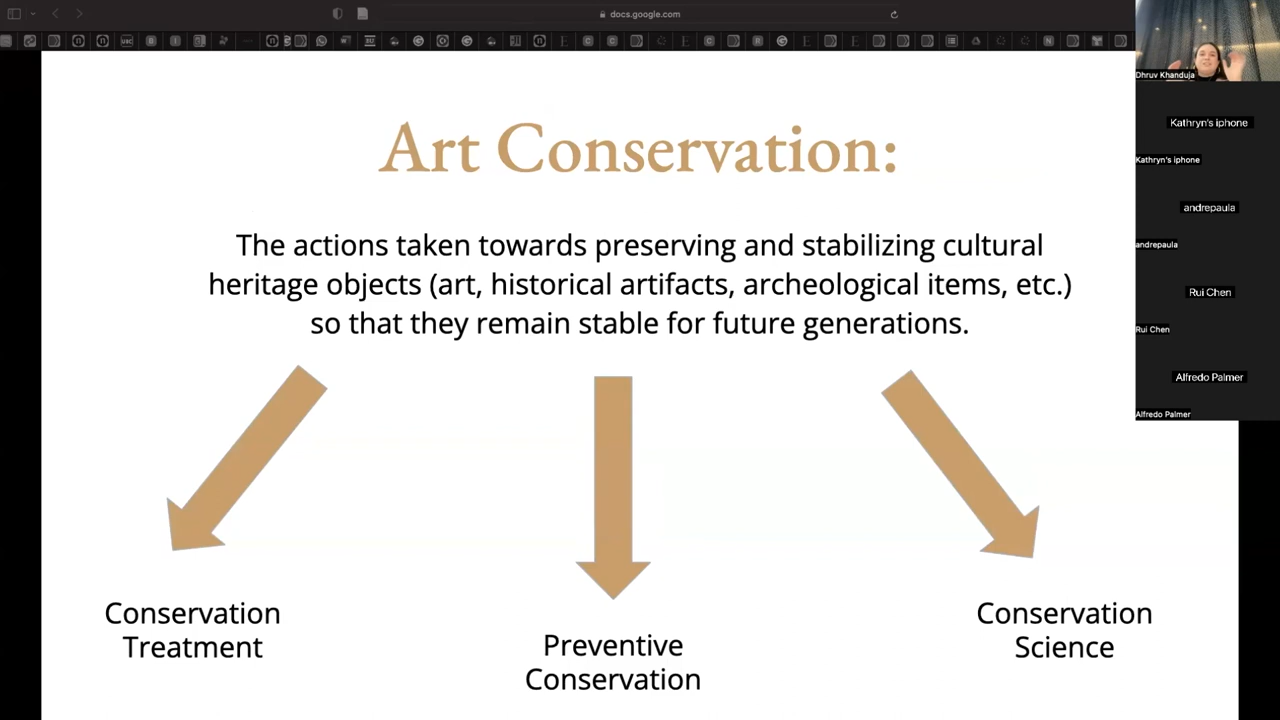 docs.google.com
Art Conservation:
The actions taken towards preserving and stabilizing cultural
heritage objects (art, historical artifacts, archeological items, etc.)
so that they remain stable for future generations.
Conservation
Treatment
Preventive
Conservation
Conservation
Science
Dhruv Khanduja
Kathryn's iphone
Kathryn's iphone
andrepaula
andrepaula
Rui Chen
Rui Chen
Alfredo Palmer
Alfredo Palmer